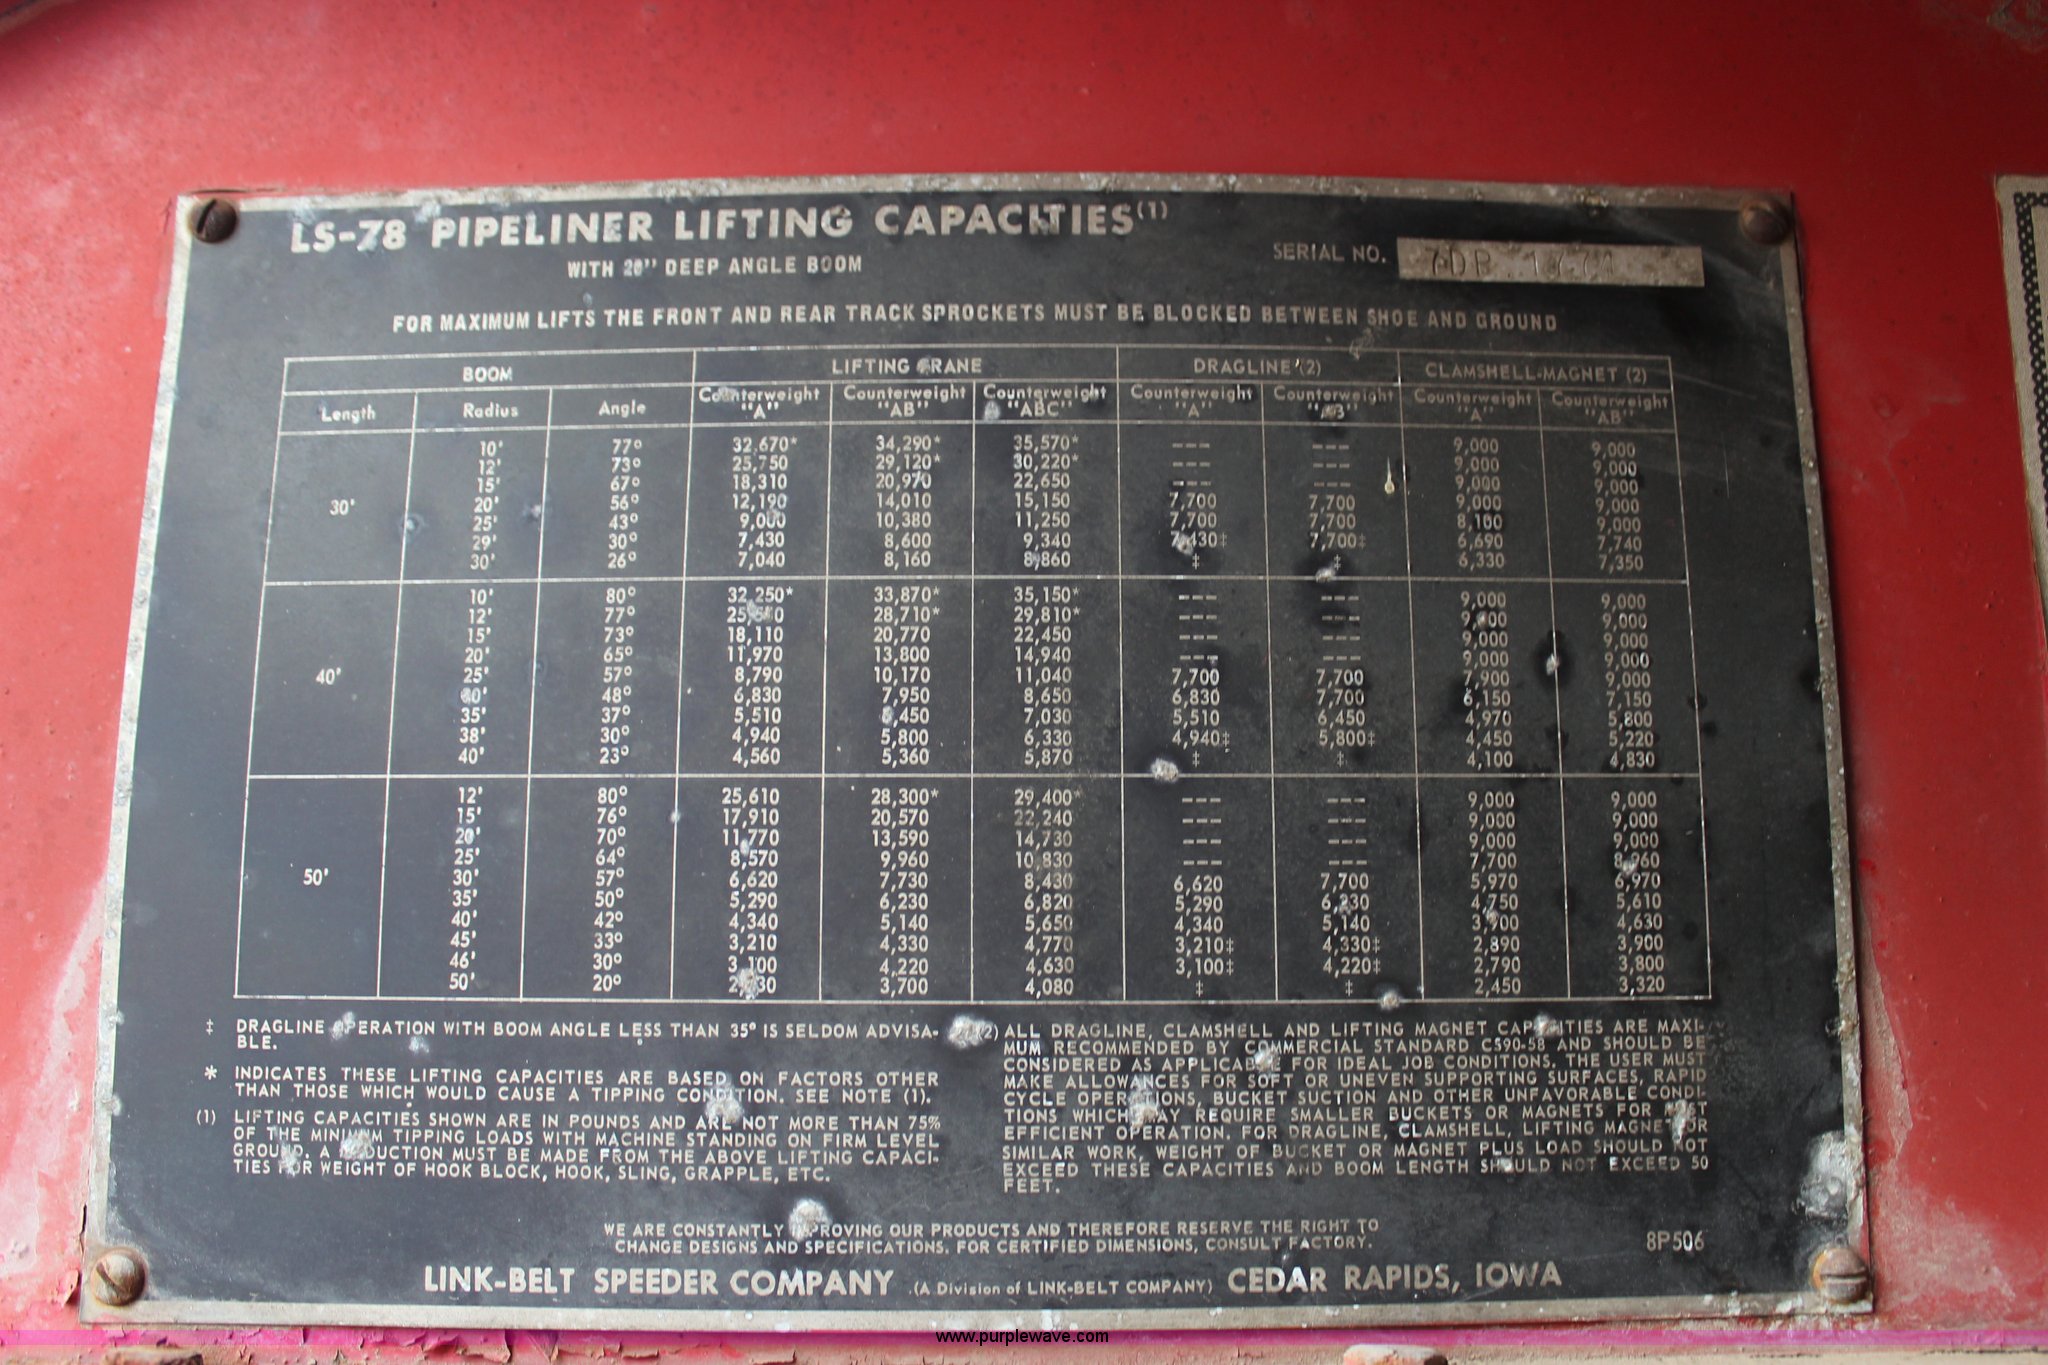 LS-78 PIPELINER LIFTING CAPACITIES(1)
WITH 20" DEEP ANGLE BOOM
SERIAL NO.
FOR MAXIMUM LIFTS THE FRONT AND REAR TRACK SPROCKETS MUST BE BLOCKED BETWEEN SHOE AND GROUND
BOOM LIFTING CRANE DRAGLINE (2) CLAMSHELL-MAGNET (2)
Length Radius Angle Counterweight "A" Counterweight "AB" Counterweight "ABC" Counterweight "A" Counterweight "AB" Counterweight "A" Counterweight "AB"
30'
10' 77° 32,670* 34,290* 35,570* --- --- 9,000 9,000
12' 73° 25,750 29,120* 30,220* --- --- 9,000 9,000
15' 67° 18,310 20,970 22,650 --- --- 9,000 9,000
20' 56° 12,190 14,010 15,150 7,700 7,700 9,000 9,000
25' 43° 9,000 10,380 11,250 7,700 7,700 8,100 9,000
29' 30° 7,430 8,600 9,340 7,430‡ 7,700‡ 6,690 7,740
30' 26° 7,040 8,160 8,860 ‡ ‡ 6,330 7,350
40'
10' 80° 32,250* 33,870* 35,150* --- --- 9,000 9,000
12' 77° 28,710* 29,810* --- --- 9,000 9,000
15' 73° 18,110 20,770 22,450 --- --- 9,000 9,000
20' 65° 11,970 13,800 14,940 --- --- 9,000 9,000
25' 57° 8,790 10,170 11,040 7,700 7,700 7,900 9,000
30' 48° 6,830 7,950 8,650 6,830 7,700 6,150 7,150
35' 37° 5,510 6,450 7,030 5,510 6,450 4,970 5,800
38' 30° 4,940 5,800 6,330 4,940‡ 5,800‡ 4,450 5,220
40' 23° 4,560 5,360 5,870 ‡ ‡ 4,100 4,830
50'
12' 80° 25,610 28,300* 29,400* --- --- 9,000 9,000
15' 76° 17,910 20,570 22,240 --- --- 9,000 9,000
20' 70° 11,770 13,590 14,730 --- --- 9,000 9,000
25' 64° 8,570 9,960 10,830 --- --- 7,700 8,960
30' 57° 6,620 7,730 8,430 6,620 7,700 5,970 6,970
35' 50° 5,290 6,230 6,820 5,290 6,230 4,750 5,610
40' 42° 4,340 5,140 5,650 4,340 5,140 3,900 4,630
45' 33° 3,210 4,330 4,770 3,210‡ 4,330‡ 2,890 3,900
46' 30° 3,100 4,220 4,630 3,100‡ 4,220‡ 2,790 3,800
50' 20° 3,700 4,080 ‡ ‡ 2,450 3,320
‡ DRAGLINE OPERATION WITH BOOM ANGLE LESS THAN 35° IS SELDOM ADVISA-
BLE.
* INDICATES THESE LIFTING CAPACITIES ARE BASED ON FACTORS OTHER
THAN THOSE WHICH WOULD CAUSE A TIPPING CONDITION. SEE NOTE (1).
(1) LIFTING CAPACITIES SHOWN ARE IN POUNDS AND ARE NOT MORE THAN 75%
OF THE MINIMUM TIPPING LOADS WITH MACHINE STANDING ON FIRM LEVEL
GROUND. A REDUCTION MUST BE MADE FROM THE ABOVE LIFTING CAPACI-
TIES FOR WEIGHT OF HOOK BLOCK, HOOK, SLING, GRAPPLE, ETC.
(2) ALL DRAGLINE, CLAMSHELL AND LIFTING MAGNET CAPACITIES ARE MAXI-
MUM RECOMMENDED BY COMMERCIAL STANDARD CS90-58 AND SHOULD BE
CONSIDERED AS APPLICABLE FOR IDEAL JOB CONDITIONS. THE USER MUST
MAKE ALLOWANCES FOR SOFT OR UNEVEN SUPPORTING SURFACES, RAPID
CYCLE OPERATIONS, BUCKET SUCTION AND OTHER UNFAVORABLE CONDI-
TIONS WHICH MAY REQUIRE SMALLER BUCKETS OR MAGNETS FOR MOST
EFFICIENT OPERATION. FOR DRAGLINE, CLAMSHELL, LIFTING MAGNET OR
SIMILAR WORK, WEIGHT OF BUCKET OR MAGNET PLUS LOAD SHOULD NOT
EXCEED THESE CAPACITIES AND BOOM LENGTH SHOULD NOT EXCEED 50
FEET.
WE ARE CONSTANTLY IMPROVING OUR PRODUCTS AND THEREFORE RESERVE THE RIGHT TO
CHANGE DESIGNS AND SPECIFICATIONS. FOR CERTIFIED DIMENSIONS, CONSULT FACTORY.
8P506
LINK-BELT SPEEDER COMPANY (A Division of LINK-BELT COMPANY) CEDAR RAPIDS, IOWA
www.purplewave.com